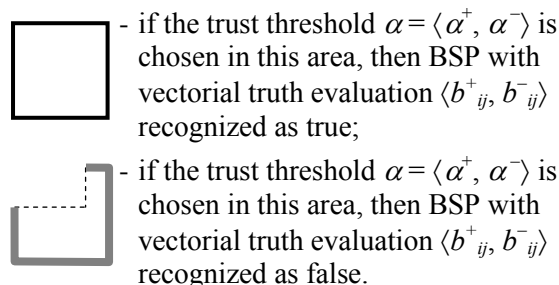 - if the trust threshold α = ⟨α⁺, α⁻⟩ is
chosen in this area, then BSP with
vectorial truth evaluation ⟨b⁺ᵢⱼ, b⁻ᵢⱼ⟩
recognized as true;
- if the trust threshold α = ⟨α⁺, α⁻⟩ is
chosen in this area, then BSP with
vectorial truth evaluation ⟨b⁺ᵢⱼ, b⁻ᵢⱼ⟩
recognized as false.